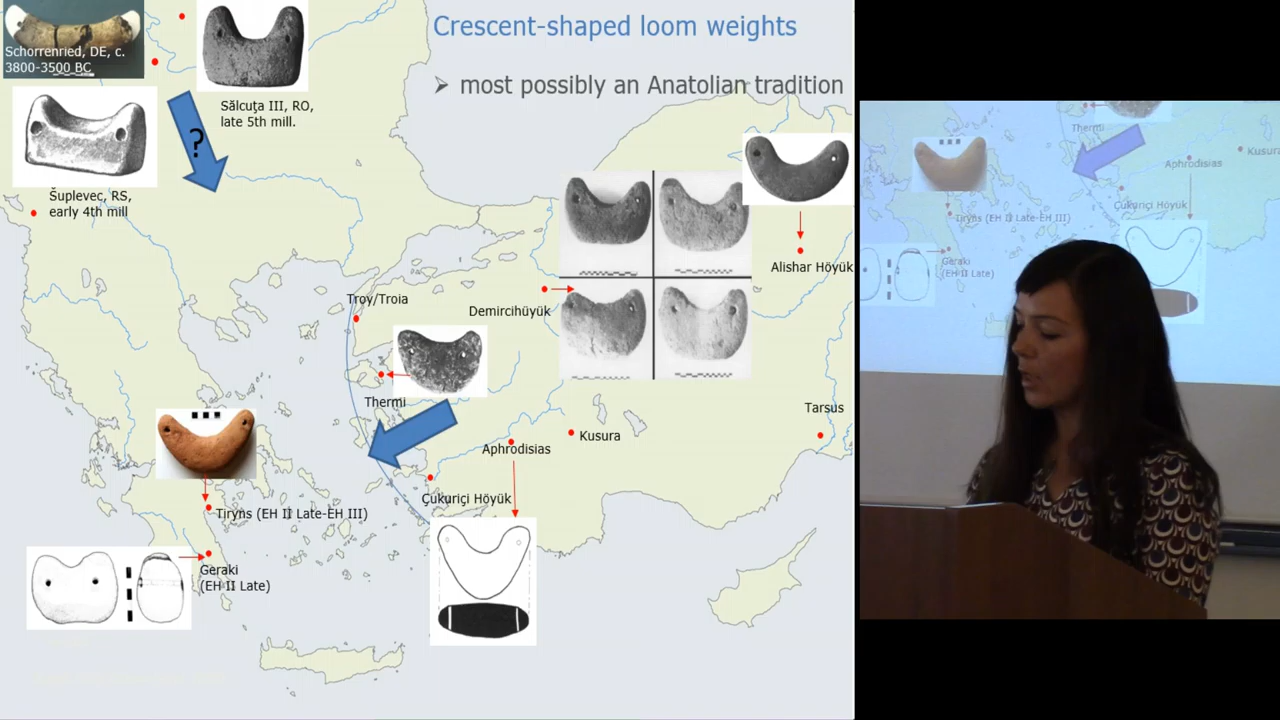 Crescent-shaped loom weights
➢ most possibly an Anatolian tradition
Schorrenried, DE, c.
3800-3500 BC
Sălcuţa III, RO,
late 5th mill.
?
Šuplevec, RS,
early 4th mill
Alishar Höyük
Demircihüyük
Troy/Troia
Thermi
Tarsus
Kusura
Aphrodisias
Çukuriçi Höyük
Tiryns (EH II Late-EH III)
Geraki
(EH II Late)
Thermi
Kusura
Aphrodisias
Çukuriçi Höyük
Tiryns (EH II Late-EH III)
Geraki
(EH II Late)